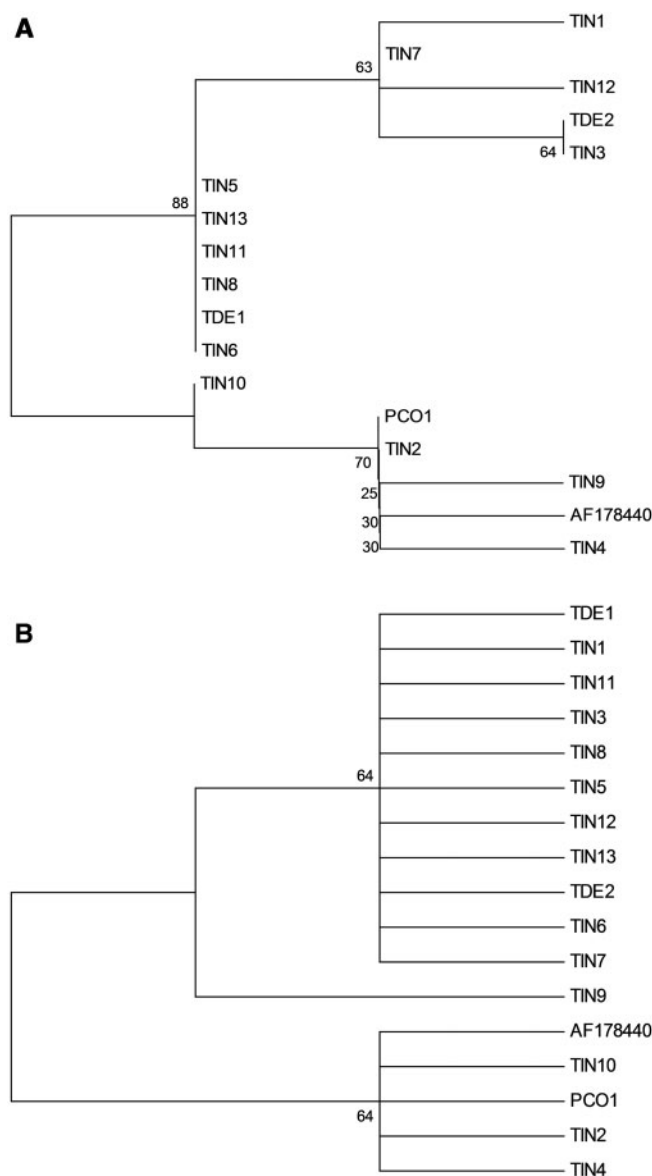 A
TIN1
TIN7
63
TIN12
TDE2
64
TIN3
TIN5
88
TIN13
TIN11
TIN8
TDE1
TIN6
TIN10
PCO1
TIN2
70
TIN9
25
AF178440
30
TIN4
30
B
TDE1
TIN1
TIN11
TIN3
TIN8
64
TIN5
TIN12
TIN13
TDE2
TIN6
TIN7
TIN9
AF178440
TIN10
PCO1
64
TIN2
TIN4